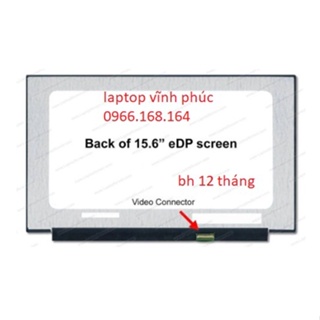 laptop vĩnh phúc
0966.168.164
Back of 15.6” eDP screen
bh 12 tháng
Video Connector